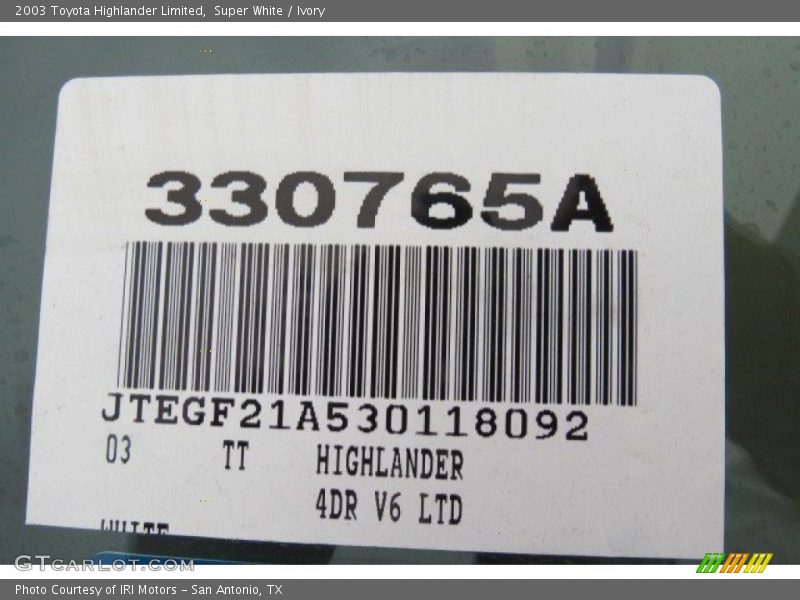 2003 Toyota Highlander Limited,  Super White / Ivory
330765A
JTEGF21A530118092
03 TT HIGHLANDER
4DR V6 LTD
WHITE
GTCARLOT.COM
Photo Courtesy of IRI Motors - San Antonio, TX